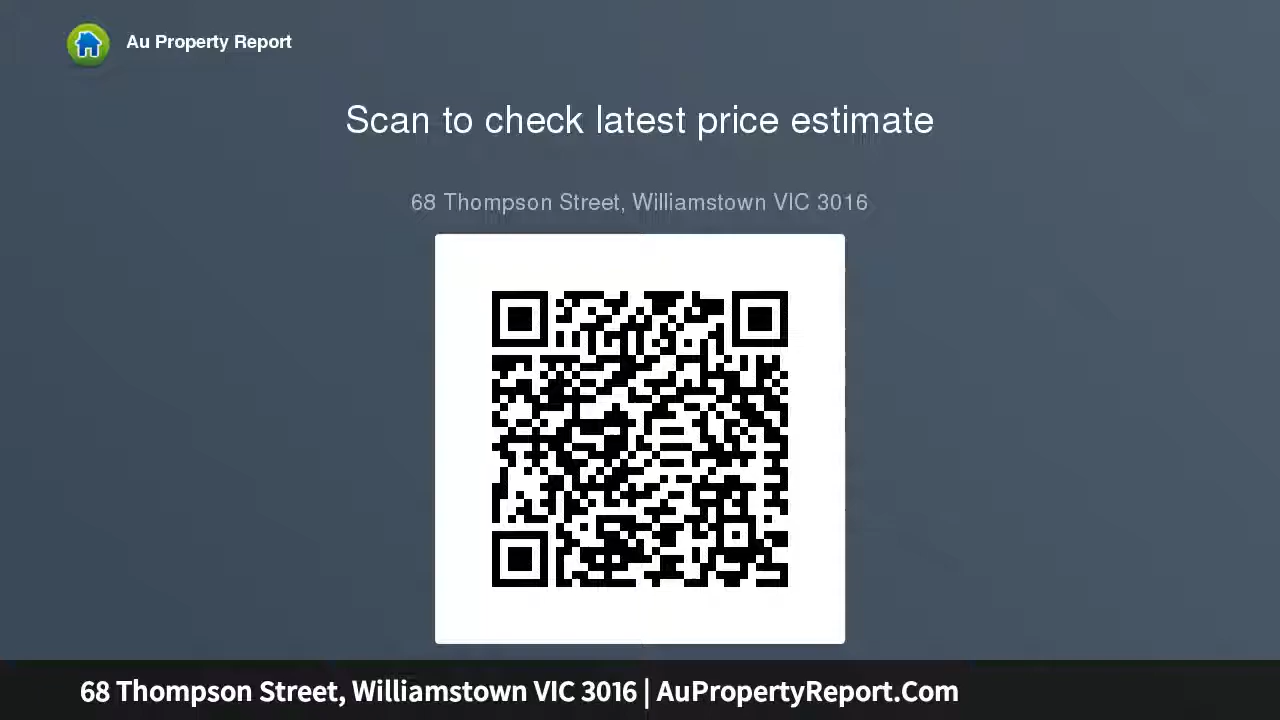 Au Property Report
Scan to check latest price estimate
68 Thompson Street, Williamstown VIC 3016
68 Thompson Street, Williamstown VIC 3016 | AuPropertyReport.Com